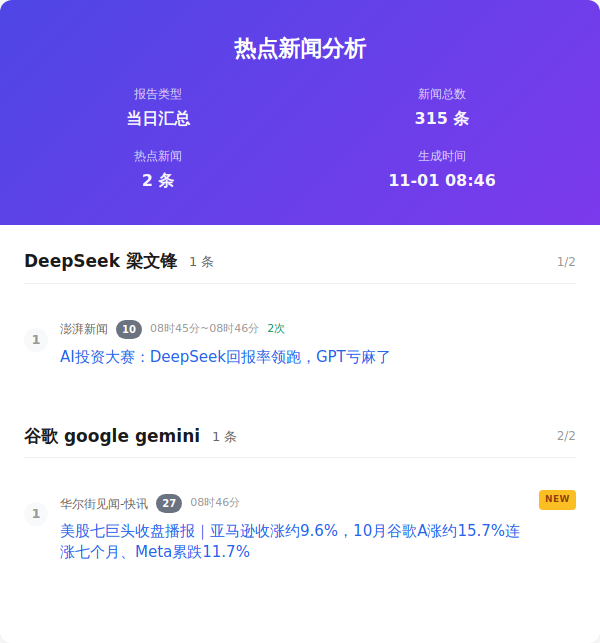 热点新闻分析
报告类型
新闻总数
当日汇总
315 条
热点新闻
生成时间
2 条
11-01 08:46
DeepSeek 梁文锋 1 条 1/2
1
澎湃新闻 10 08时45分~08时46分 2次
AI投资大赛：DeepSeek回报率领跑，GPT亏麻了
谷歌 google gemini 1 条 2/2
1
华尔街见闻-快讯 27 08时46分 NEW
美股七巨头收盘播报｜亚马逊收涨约9.6%，10月谷歌A涨约15.7%连
涨七个月、Meta累跌11.7%